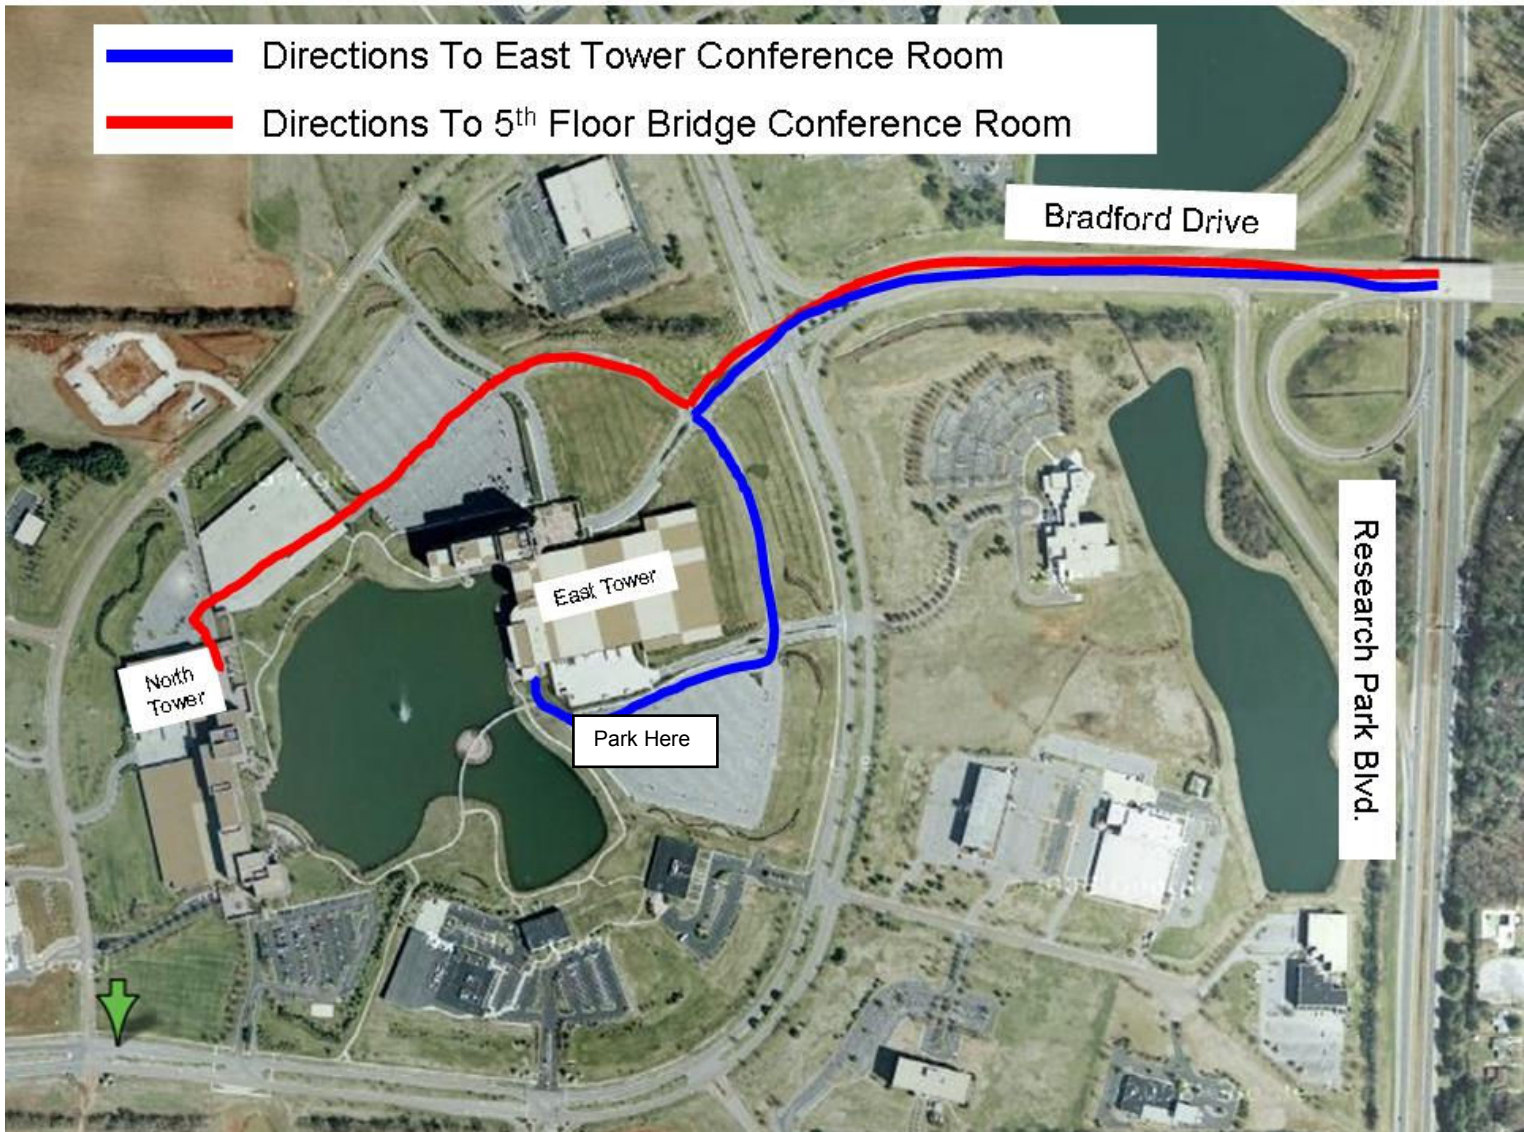 Directions To East Tower Conference Room
Directions To 5th Floor Bridge Conference Room
Bradford Drive
East Tower
North
Tower
Park Here
Research Park Blvd.